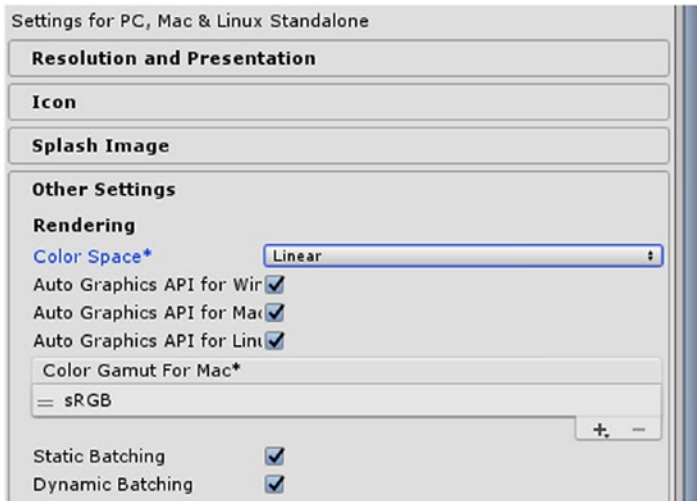 Settings for PC, Mac & Linux Standalone
Resolution and Presentation
Icon
Splash Image
Other Settings
Rendering
Color Space* Linear
Auto Graphics API for Win
Auto Graphics API for Mac
Auto Graphics API for Linu
Color Gamut For Mac*
= sRGB
+ −
Static Batching
Dynamic Batching